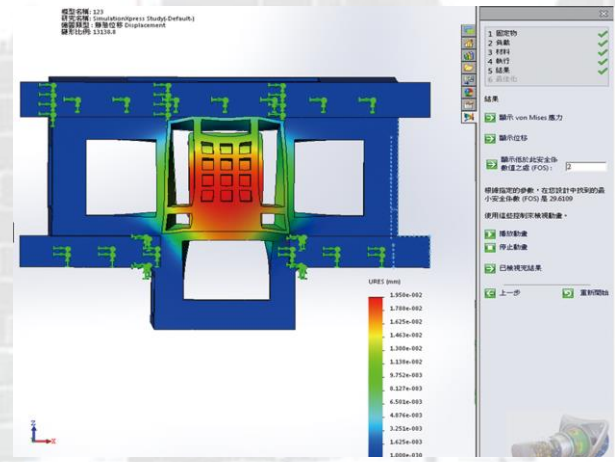 模型名稱: 123
研究名稱: SimulationXpress Study(-Default-)
繪圖類型: 靜態位移 Displacement
變形比例: 13138.8
1 固定物
2 負載
3 材料
4 執行
5 結果
6 最佳化
結果
顯示 von Mises 應力
顯示位移
顯示低於此安全係
數值之處 (FOS) : 2
根據指定的參數，在您設計中找到的最
小安全係數 (FOS) 是 29.6109
使用這些控制來檢視動畫。
播放動畫
停止動畫
已檢視完結果
上一步
重新開始
URES (mm)
1.950e-002
1.788e-002
1.625e-002
1.463e-002
1.300e-002
1.138e-002
9.752e-003
8.127e-003
6.501e-003
4.876e-003
3.251e-003
1.625e-003
1.000e-030
Z
X